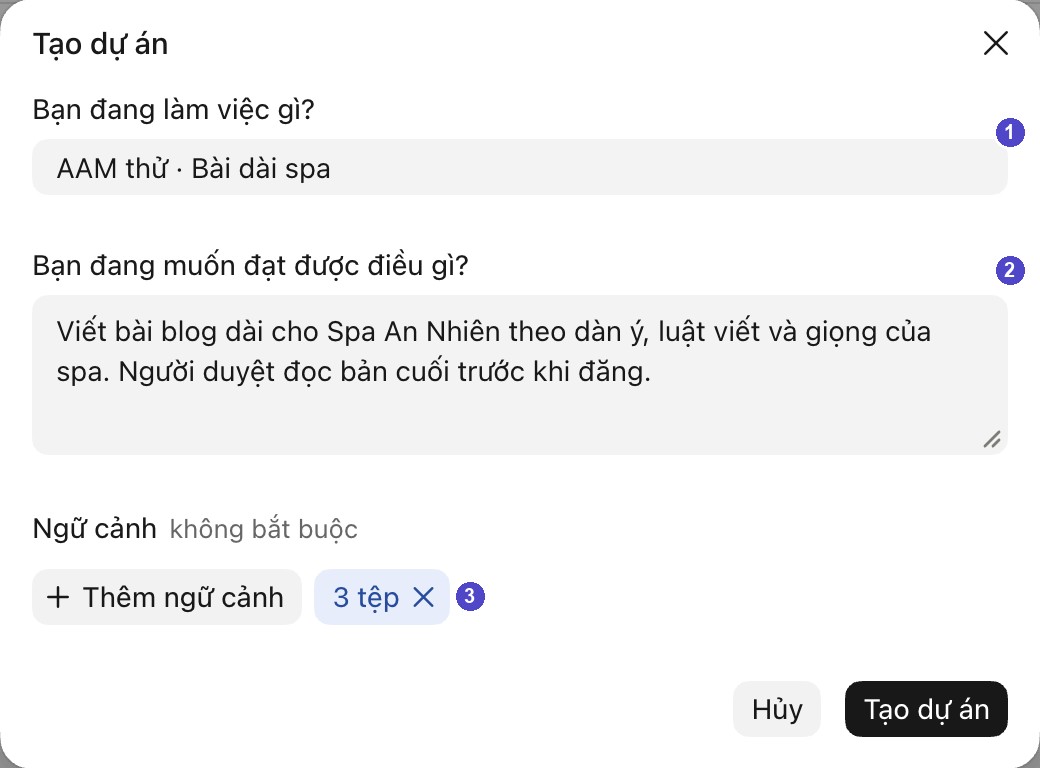 Tạo dự án
Bạn đang làm việc gì?
1
AAM thử · Bài dài spa
Bạn đang muốn đạt được điều gì?
2
Viết bài blog dài cho Spa An Nhiên theo dàn ý, luật viết và giọng của
spa. Người duyệt đọc bản cuối trước khi đăng.
Ngữ cảnh không bắt buộc
+ Thêm ngữ cảnh 3 tệp 3
Hủy Tạo dự án